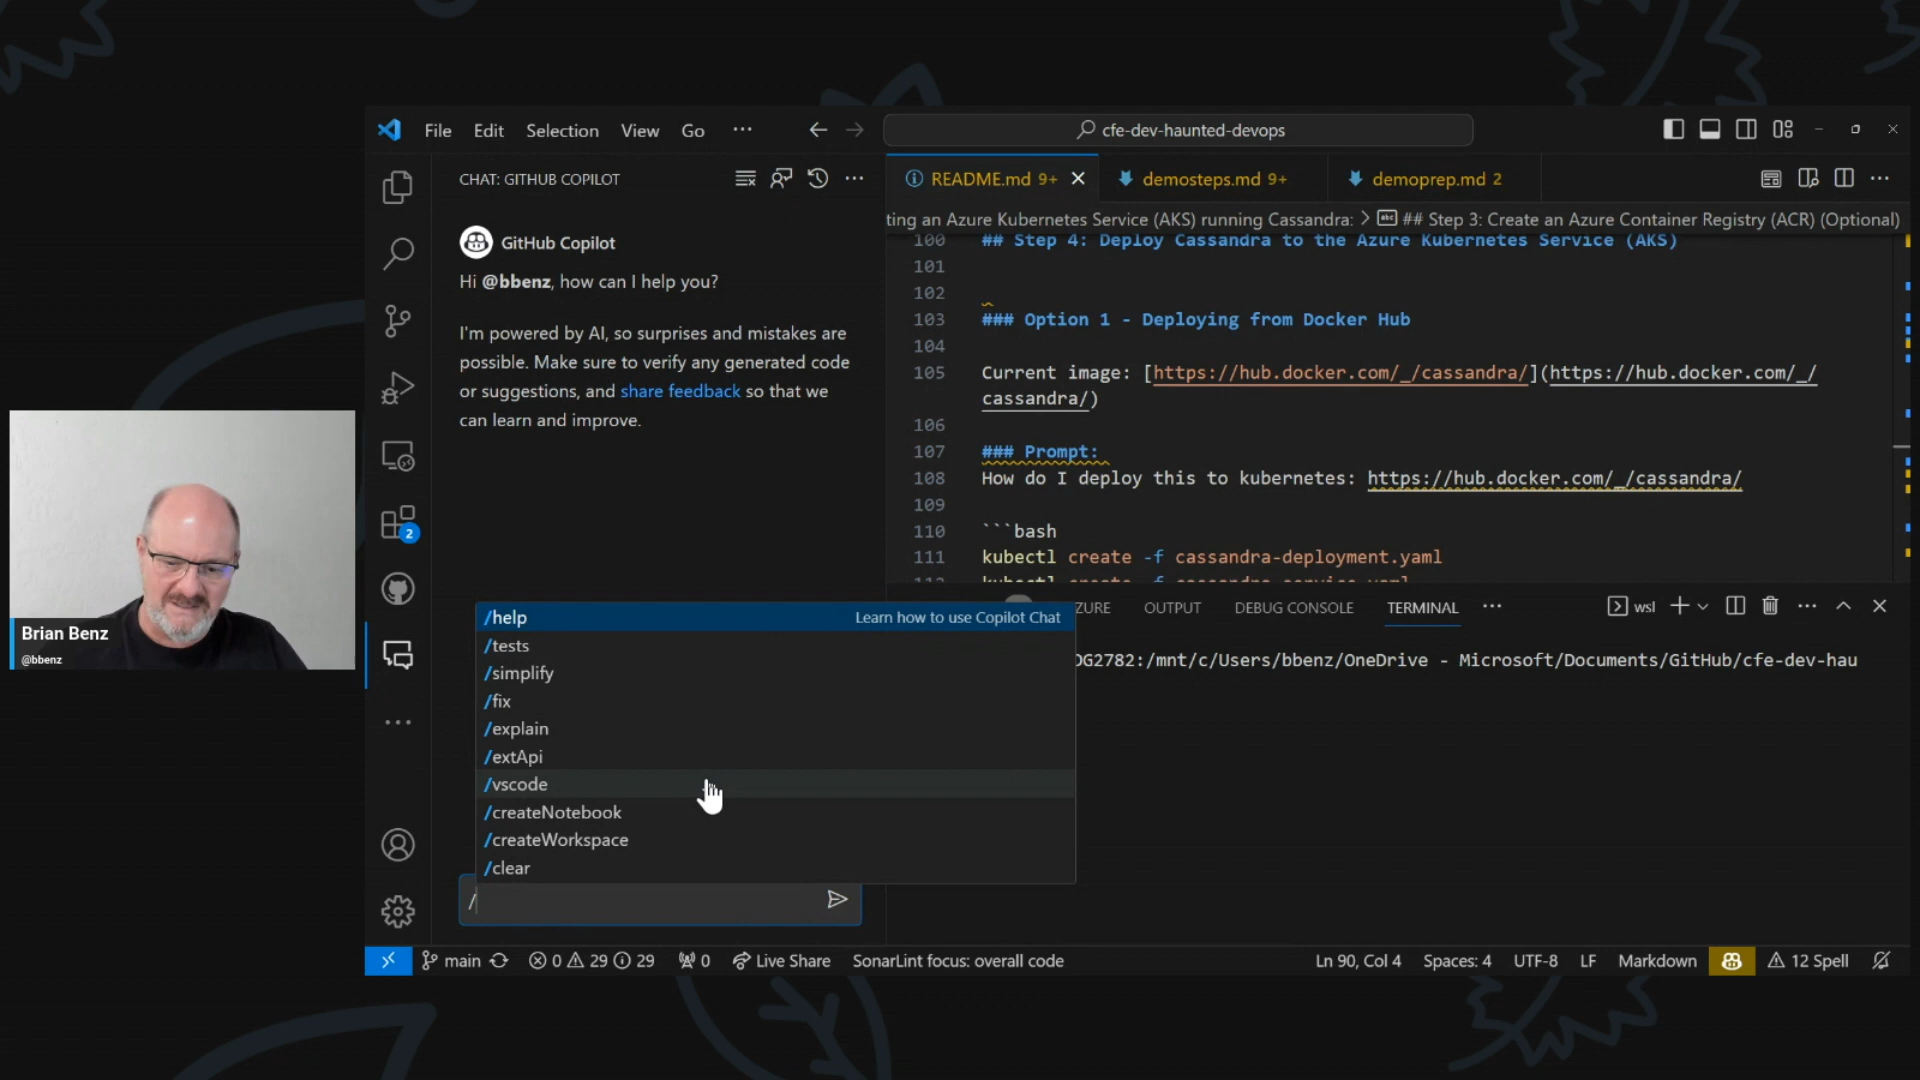 File Edit Selection View Go ···
cfe-dev-haunted-devops
CHAT: GITHUB COPILOT
README.md 9+
demosteps.md 9+
demoprep.md 2
ting an Azure Kubernetes Service (AKS) running Cassandra: > ## Step 3: Create an Azure Container Registry (ACR) (Optional)
GitHub Copilot
Hi @bbenz, how can I help you?
I'm powered by AI, so surprises and mistakes are
possible. Make sure to verify any generated code
or suggestions, and share feedback so that we
can learn and improve.
100 ## Step 4: Deploy Cassandra to the Azure Kubernetes Service (AKS)
101
102
103 ### Option 1 - Deploying from Docker Hub
104
105 Current image: [https://hub.docker.com/_/cassandra/](https://hub.docker.com/_/
cassandra/)
106
107 ### Prompt:
108 How do I deploy this to kubernetes: https://hub.docker.com/_/cassandra/
109
110 ```bash
111 kubectl create -f cassandra-deployment.yaml
112 kubectl create -f cassandra-service.yaml
2
Brian Benz
@bbenz
/help Learn how to use Copilot Chat
/tests
/simplify
/fix
/explain
/extApi
/vscode
/createNotebook
/createWorkspace
/clear
/
ZURE OUTPUT DEBUG CONSOLE TERMINAL ··· wsl
OG2782:/mnt/c/Users/bbenz/OneDrive - Microsoft/Documents/GitHub/cfe-dev-hau
main 0 29 29 0 Live Share SonarLint focus: overall code Ln 90, Col 4 Spaces: 4 UTF-8 LF Markdown 12 Spell